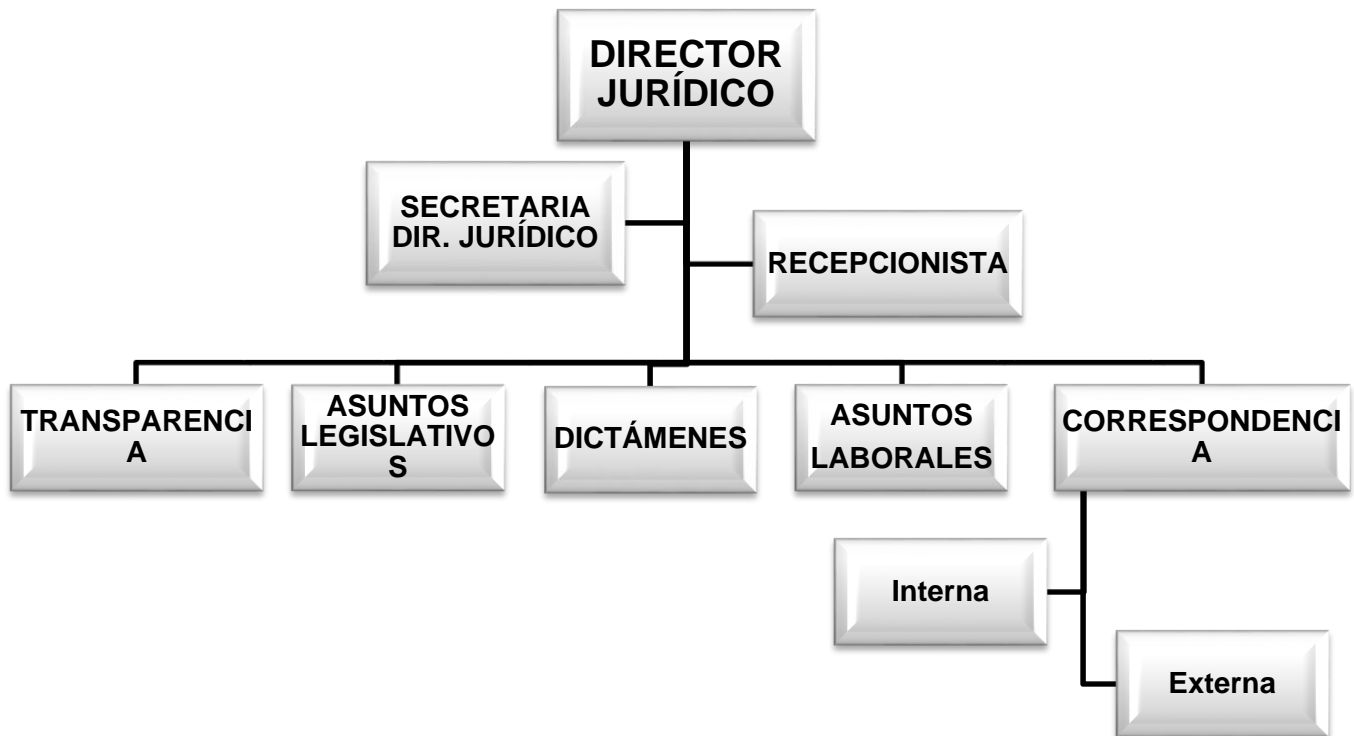 DIRECTOR
JURÍDICO
SECRETARIA
DIR. JURÍDICO
RECEPCIONISTA
TRANSPARENCI
A
ASUNTOS
LEGISLATIVO
S
DICTÁMENES
ASUNTOS
LABORALES
CORRESPONDENCI
A
Interna
Externa